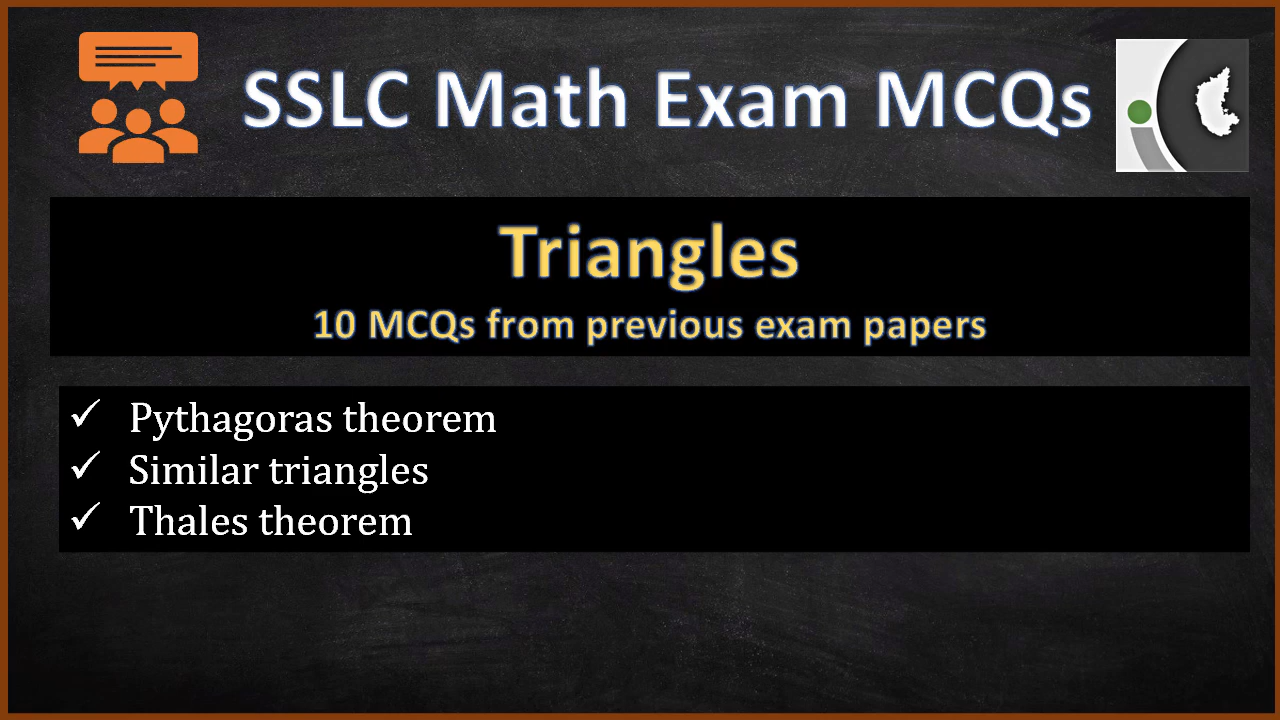 SSLC Math Exam MCQs
Triangles
10 MCQs from previous exam papers
✓ Pythagoras theorem
✓ Similar triangles
✓ Thales theorem